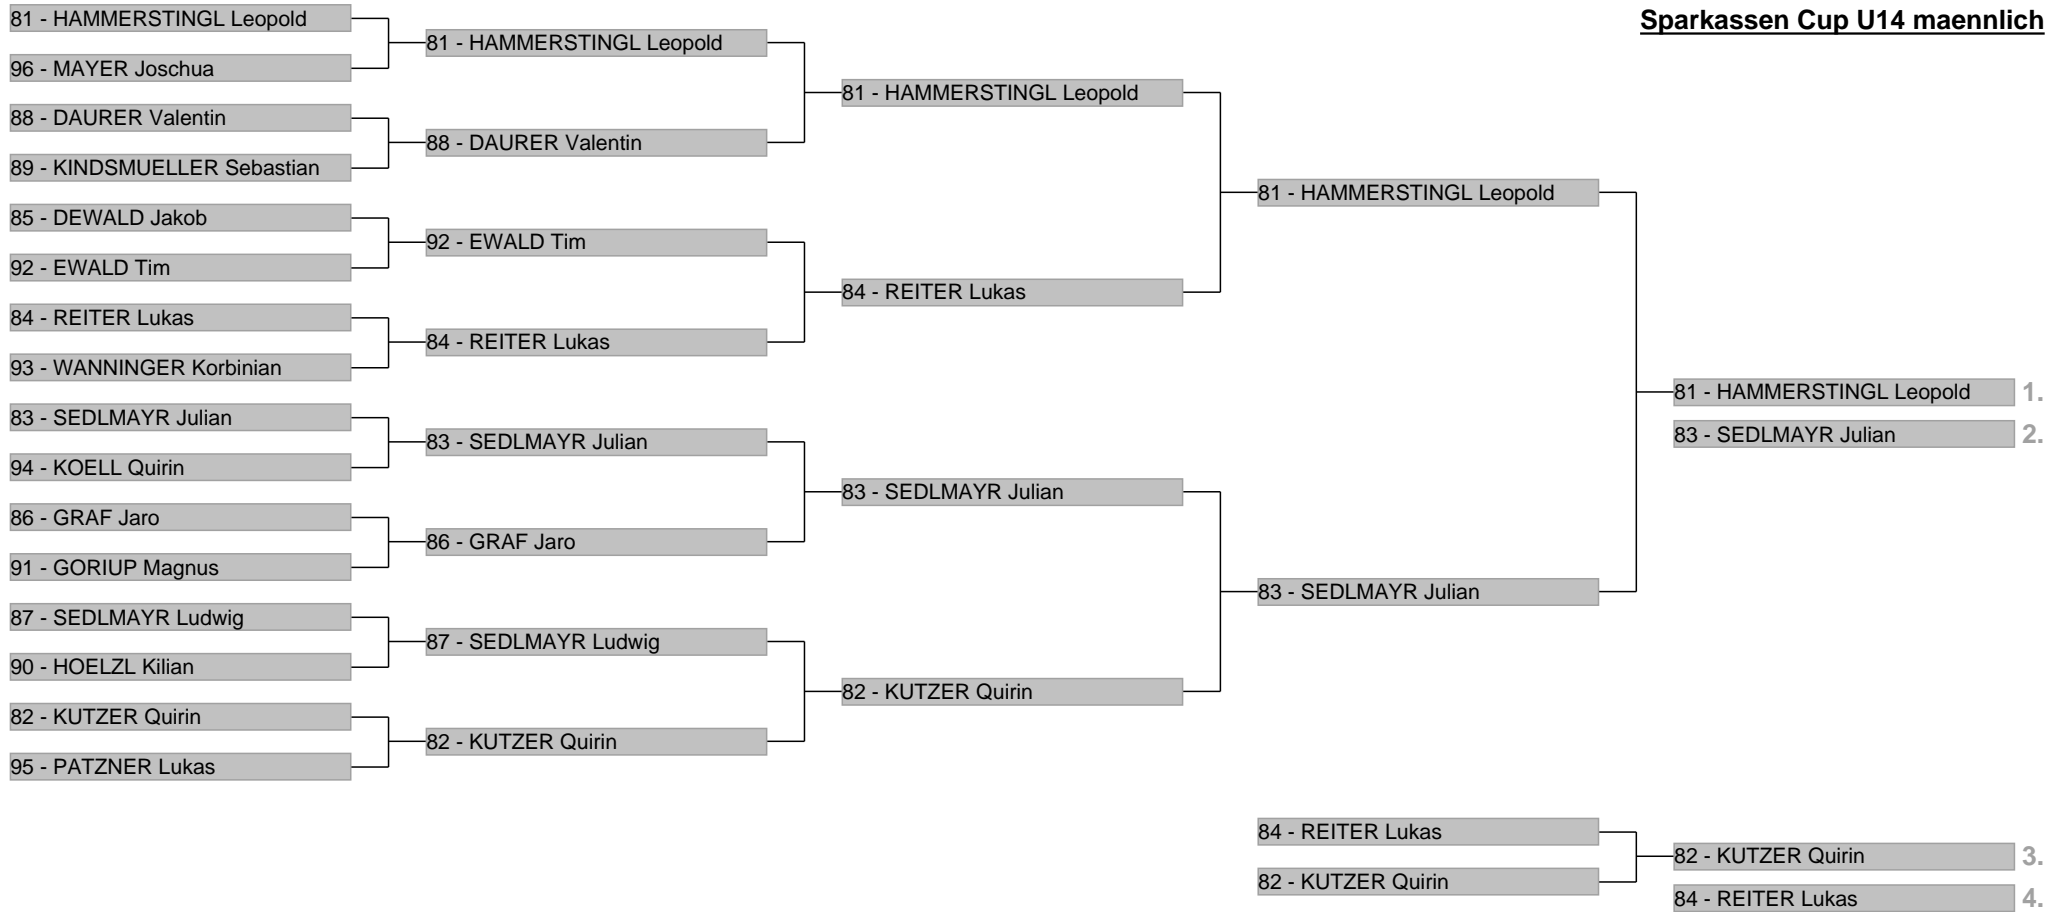 Sparkassen Cup U14 maennlich
81 - HAMMERSTINGL Leopold
96 - MAYER Joschua
88 - DAURER Valentin
89 - KINDSMUELLER Sebastian
85 - DEWALD Jakob
92 - EWALD Tim
84 - REITER Lukas
93 - WANNINGER Korbinian
83 - SEDLMAYR Julian
94 - KOELL Quirin
86 - GRAF Jaro
91 - GORIUP Magnus
87 - SEDLMAYR Ludwig
90 - HOELZL Kilian
82 - KUTZER Quirin
95 - PATZNER Lukas
81 - HAMMERSTINGL Leopold
88 - DAURER Valentin
92 - EWALD Tim
84 - REITER Lukas
83 - SEDLMAYR Julian
86 - GRAF Jaro
87 - SEDLMAYR Ludwig
82 - KUTZER Quirin
81 - HAMMERSTINGL Leopold
84 - REITER Lukas
83 - SEDLMAYR Julian
82 - KUTZER Quirin
81 - HAMMERSTINGL Leopold
83 - SEDLMAYR Julian
81 - HAMMERSTINGL Leopold 1.
83 - SEDLMAYR Julian 2.
84 - REITER Lukas
82 - KUTZER Quirin
82 - KUTZER Quirin 3.
84 - REITER Lukas 4.